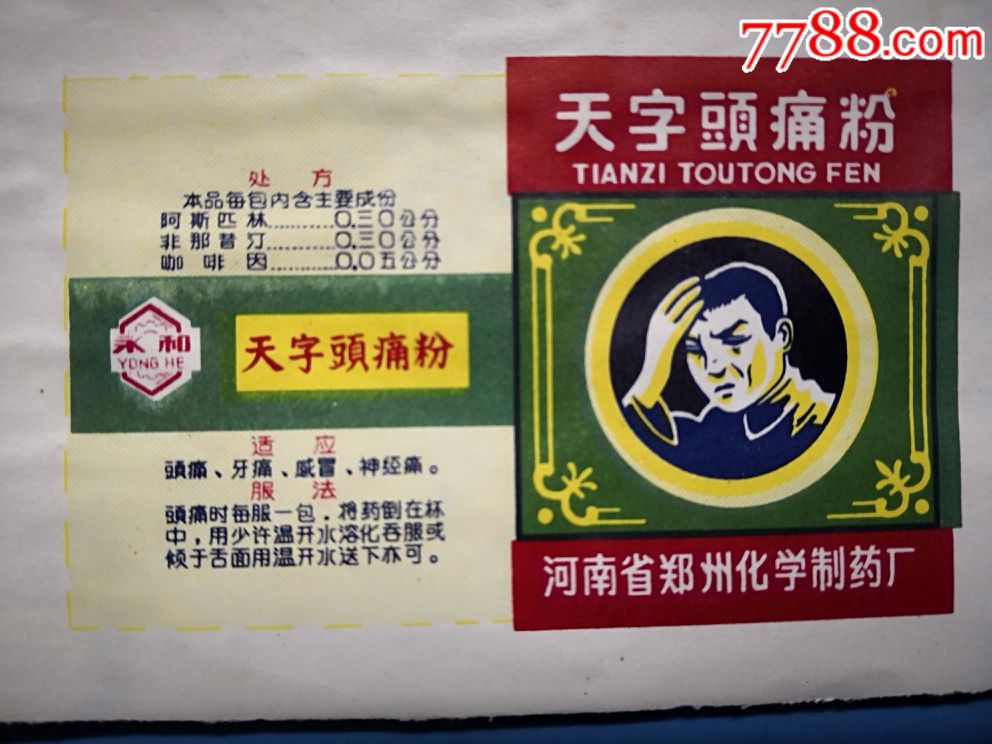 7788.com
天字頭痛粉
TIANZI TOUTONG FEN
河南省郑州化学制药厂
处方
本品每包内含主要成份
阿斯匹林............0.三0公分
非那昔汀............0.三0公分
咖啡因............0.0五公分
永和
YONG HE
天字頭痛粉
适应
頭痛、牙痛、感冒、神经痛。
服法
頭痛时每服一包，将药倒在杯
中，用少许温开水溶化吞服或
倾于舌面用温开水送下亦可。